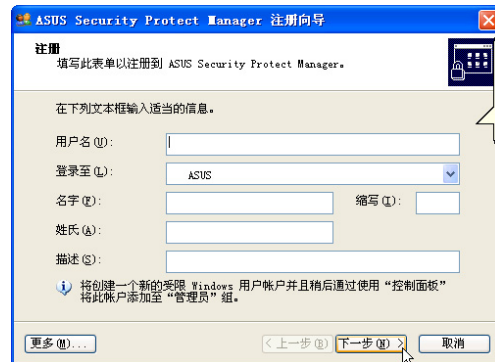 ASUS Security Protect Manager 注册向导
注册
填写此表单以注册到 ASUS Security Protect Manager。
在下列文本框输入适当的信息。
用户名(U):
登录至(L):
ASUS
名字(F):
缩写(I):
姓氏(A):
描述(S):
将创建一个新的受限 Windows 用户帐户并且稍后通过使用“控制面板”
将此帐户添加至“管理员”组。
更多(M)...
< 上一步(B)
下一步(N) >
取消